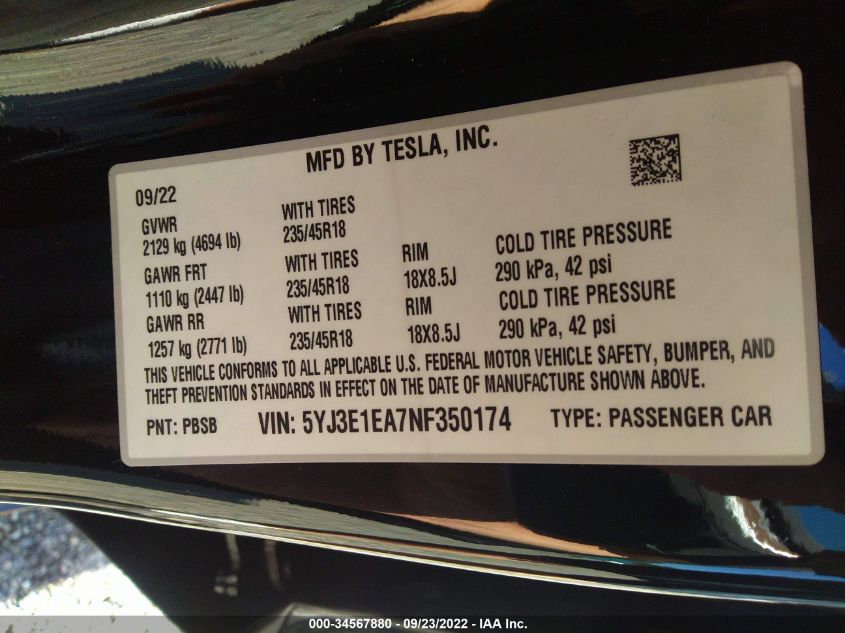 MFD BY TESLA, INC.
09/22
GVWR WITH TIRES
2129 kg (4694 lb) 235/45R18
GAWR FRT WITH TIRES RIM COLD TIRE PRESSURE
1110 kg (2447 lb) 235/45R18 18X8.5J 290 kPa, 42 psi
GAWR RR WITH TIRES RIM COLD TIRE PRESSURE
1257 kg (2771 lb) 235/45R18 18X8.5J 290 kPa, 42 psi
THIS VEHICLE CONFORMS TO ALL APPLICABLE U.S. FEDERAL MOTOR VEHICLE SAFETY, BUMPER, AND
THEFT PREVENTION STANDARDS IN EFFECT ON THE DATE OF MANUFACTURE SHOWN ABOVE.
PNT: PBSB VIN: 5YJ3E1EA7NF350174 TYPE: PASSENGER CAR
000-34567880 - 09/23/2022 - IAA Inc.